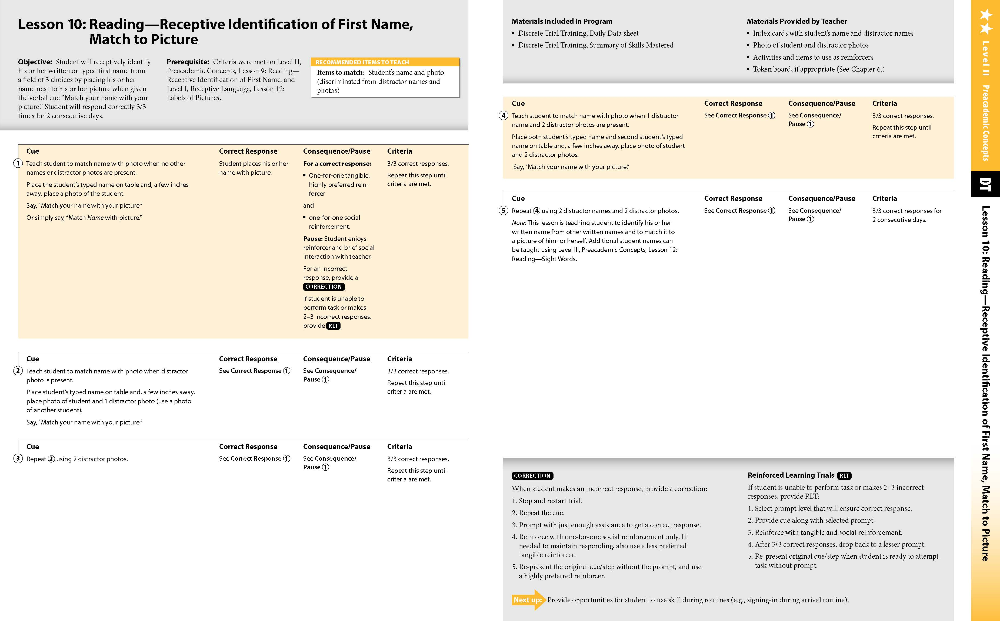 Lesson 10: Reading—Receptive Identification of First Name,
Match to Picture
Objective: Student will receptively identify
his or her written or typed first name from
a field of 3 choices by placing his or her
name next to his or her picture when given
the verbal cue “Match your name with your
picture.” Student will respond correctly 3/3
times for 2 consecutive days.
Prerequisite: Criteria were met on Level II,
Preacademic Concepts, Lesson 9: Reading—
Receptive Identification of First Name, and
Level I, Receptive Language, Lesson 12:
Labels of Pictures.
RECOMMENDED ITEMS TO TEACH
Items to match: Student’s name and photo
(discriminated from distractor names and
photos)
Cue
① Teach student to match name with photo when no other
names or distractor photos are present.
Place the student’s typed name on table and, a few inches
away, place a photo of the student.
Say, “Match your name with your picture.”
Or simply say, “Match Name with picture.”
Correct Response
Student places his or her
name with picture.
Consequence/Pause
For a correct response:
▪ One-for-one tangible,
highly preferred rein-
forcer
and
▪ one-for-one social
reinforcement.
Pause: Student enjoys
reinforcer and brief social
interaction with teacher.
For an incorrect
response, provide a
CORRECTION.
If student is unable to
perform task or makes
2–3 incorrect responses,
provide RLT.
Criteria
3/3 correct responses.
Repeat this step until
criteria are met.
Cue
② Teach student to match name with photo when distractor
photo is present.
Place student’s typed name on table and, a few inches away,
place photo of student and 1 distractor photo (use a photo
of another student).
Say, “Match your name with your picture.”
Correct Response
See Correct Response ①
Consequence/Pause
See Consequence/
Pause ①
Criteria
3/3 correct responses.
Repeat this step until
criteria are met.
Cue
③ Repeat ② using 2 distractor photos.
Correct Response
See Correct Response ①
Consequence/Pause
See Consequence/
Pause ①
Criteria
3/3 correct responses.
Repeat this step until
criteria are met.
Materials Included in Program
▪ Discrete Trial Training, Daily Data sheet
▪ Discrete Trial Training, Summary of Skills Mastered
Materials Provided by Teacher
▪ Index cards with student’s name and distractor names
▪ Photo of student and distractor photos
▪ Activities and items to use as reinforcers
▪ Token board, if appropriate (See Chapter 6.)
Cue
④ Teach student to match name with photo when 1 distractor
name and 2 distractor photos are present.
Place both student’s typed name and second student’s typed
name on table and, a few inches away, place photo of student
and 2 distractor photos.
Say, “Match your name with your picture.”
Correct Response
See Correct Response ①
Consequence/Pause
See Consequence/
Pause ①
Criteria
3/3 correct responses.
Repeat this step until
criteria are met.
Cue
⑤ Repeat ④ using 2 distractor names and 2 distractor photos.
Note: This lesson is teaching student to identify his or her
written name from other written names and to match it to
a picture of him- or herself. Additional student names can
be taught using Level III, Preacademic Concepts, Lesson 12:
Reading—Sight Words.
Correct Response
See Correct Response ①
Consequence/Pause
See Consequence/
Pause ①
Criteria
3/3 correct responses for
2 consecutive days.
CORRECTION
When student makes an incorrect response, provide a correction:
1. Stop and restart trial.
2. Repeat the cue.
3. Prompt with just enough assistance to get a correct response.
4. Reinforce with one-for-one social reinforcement only. If
needed to maintain responding, also use a less preferred
tangible reinforcer.
5. Re-present the original cue/step without the prompt, and use
a highly preferred reinforcer.
Reinforced Learning Trials RLT
If student is unable to perform task or makes 2–3 incorrect
responses, provide RLT:
1. Select prompt level that will ensure correct response.
2. Provide cue along with selected prompt.
3. Reinforce with tangible and social reinforcement.
4. After 3/3 correct responses, drop back to a lesser prompt.
5. Re-present original cue/step when student is ready to attempt
task without prompt.
Next up: Provide opportunities for student to use skill during routines (e.g., signing-in during arrival routine).
Level II Preacademic Concepts
DT
Lesson 10: Reading—Receptive Identification of First Name, Match to Picture